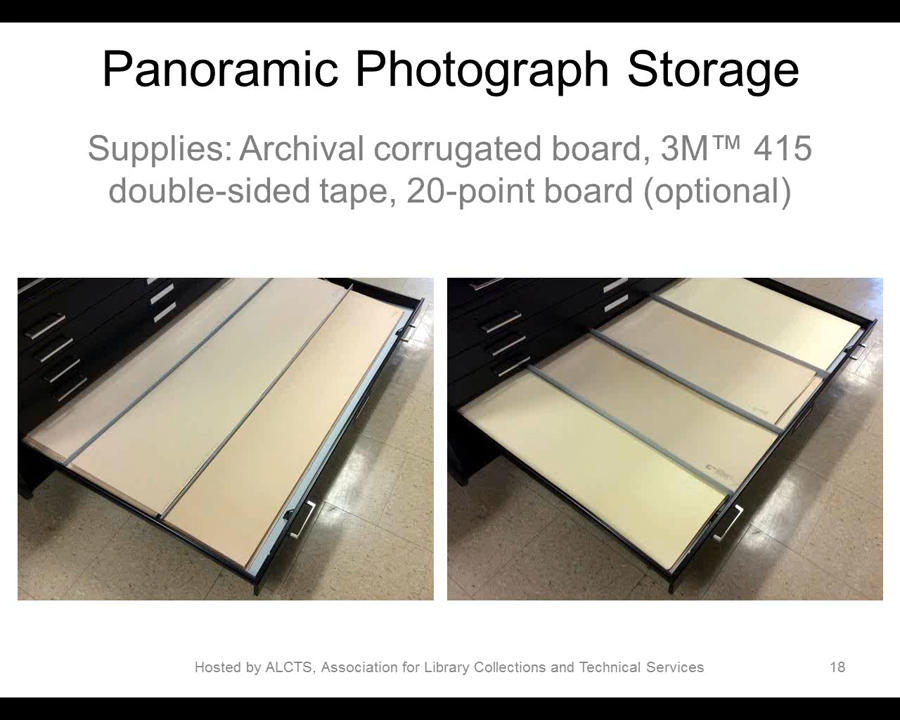 Panoramic Photograph Storage
Supplies: Archival corrugated board, 3M™ 415
double-sided tape, 20-point board (optional)
Hosted by ALCTS, Association for Library Collections and Technical Services
18